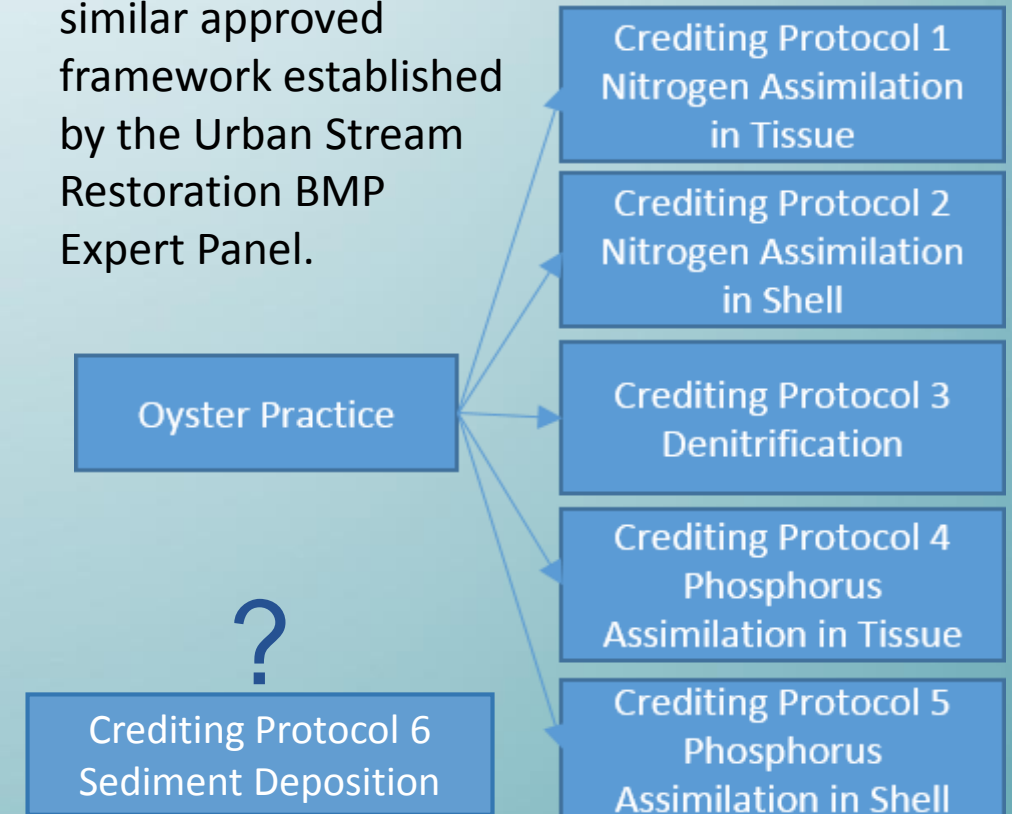 similar approved
framework established
by the Urban Stream
Restoration BMP
Expert Panel.
Oyster Practice
Crediting Protocol 1
Nitrogen Assimilation
in Tissue
Crediting Protocol 2
Nitrogen Assimilation
in Shell
Crediting Protocol 3
Denitrification
Crediting Protocol 4
Phosphorus
Assimilation in Tissue
Crediting Protocol 5
Phosphorus
Assimilation in Shell
?
Crediting Protocol 6
Sediment Deposition